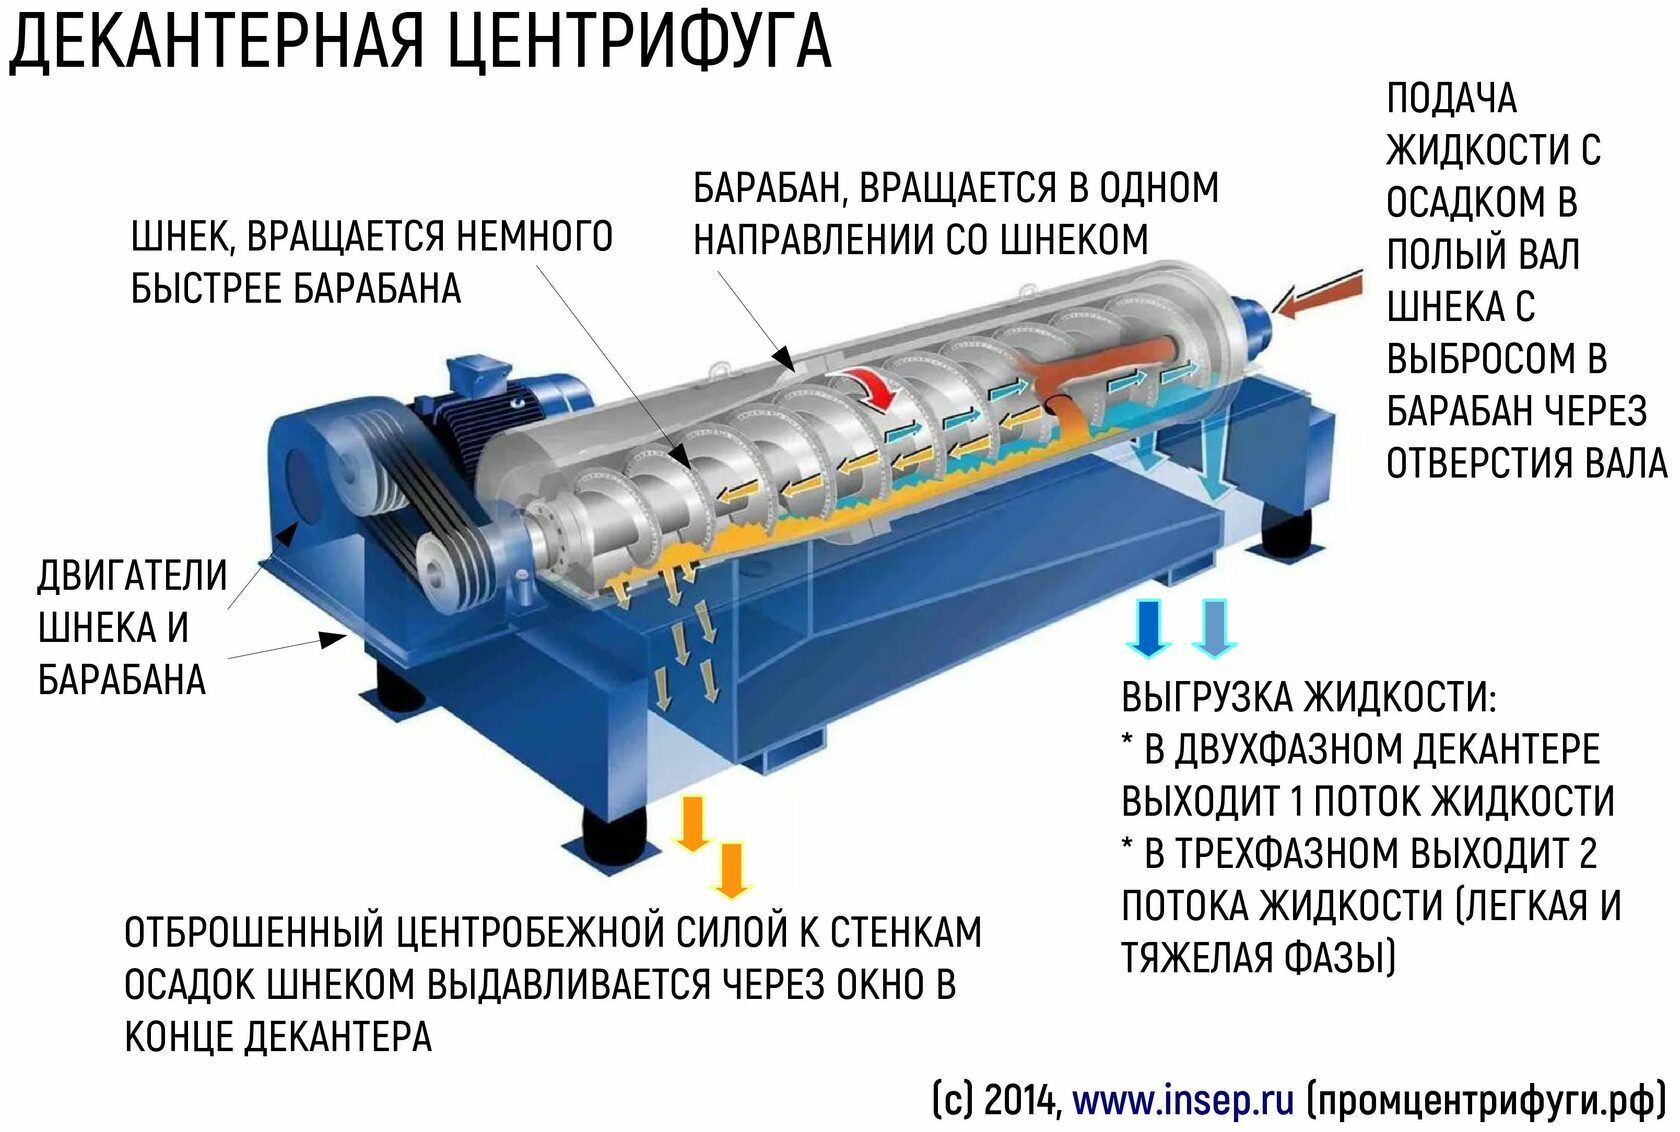 ДЕКАНТЕРНАЯ ЦЕНТРИФУГА
ПОДАЧА
ЖИДКОСТИ С
ОСАДКОМ В
ПОЛЫЙ ВАЛ
ШНЕКА С
ВЫБРОСОМ В
БАРАБАН ЧЕРЕЗ
ОТВЕРСТИЯ ВАЛА
БАРАБАН, ВРАЩАЕТСЯ В ОДНОМ
НАПРАВЛЕНИИ СО ШНЕКОМ
ШНЕК, ВРАЩАЕТСЯ НЕМНОГО
БЫСТРЕЕ БАРАБАНА
ДВИГАТЕЛИ
ШНЕКА И
БАРАБАНА
ВЫГРУЗКА ЖИДКОСТИ:
* В ДВУХФАЗНОМ ДЕКАНТЕРЕ
ВЫХОДИТ 1 ПОТОК ЖИДКОСТИ
* В ТРЕХФАЗНОМ ВЫХОДИТ 2
ПОТОКА ЖИДКОСТИ (ЛЕГКАЯ И
ТЯЖЕЛАЯ ФАЗЫ)
ОТБРОШЕННЫЙ ЦЕНТРОБЕЖНОЙ СИЛОЙ К СТЕНКАМ
ОСАДОК ШНЕКОМ ВЫДАВЛИВАЕТСЯ ЧЕРЕЗ ОКНО В
КОНЦЕ ДЕКАНТЕРА
(с) 2014, www.insep.ru (промцентрифуги.рф)